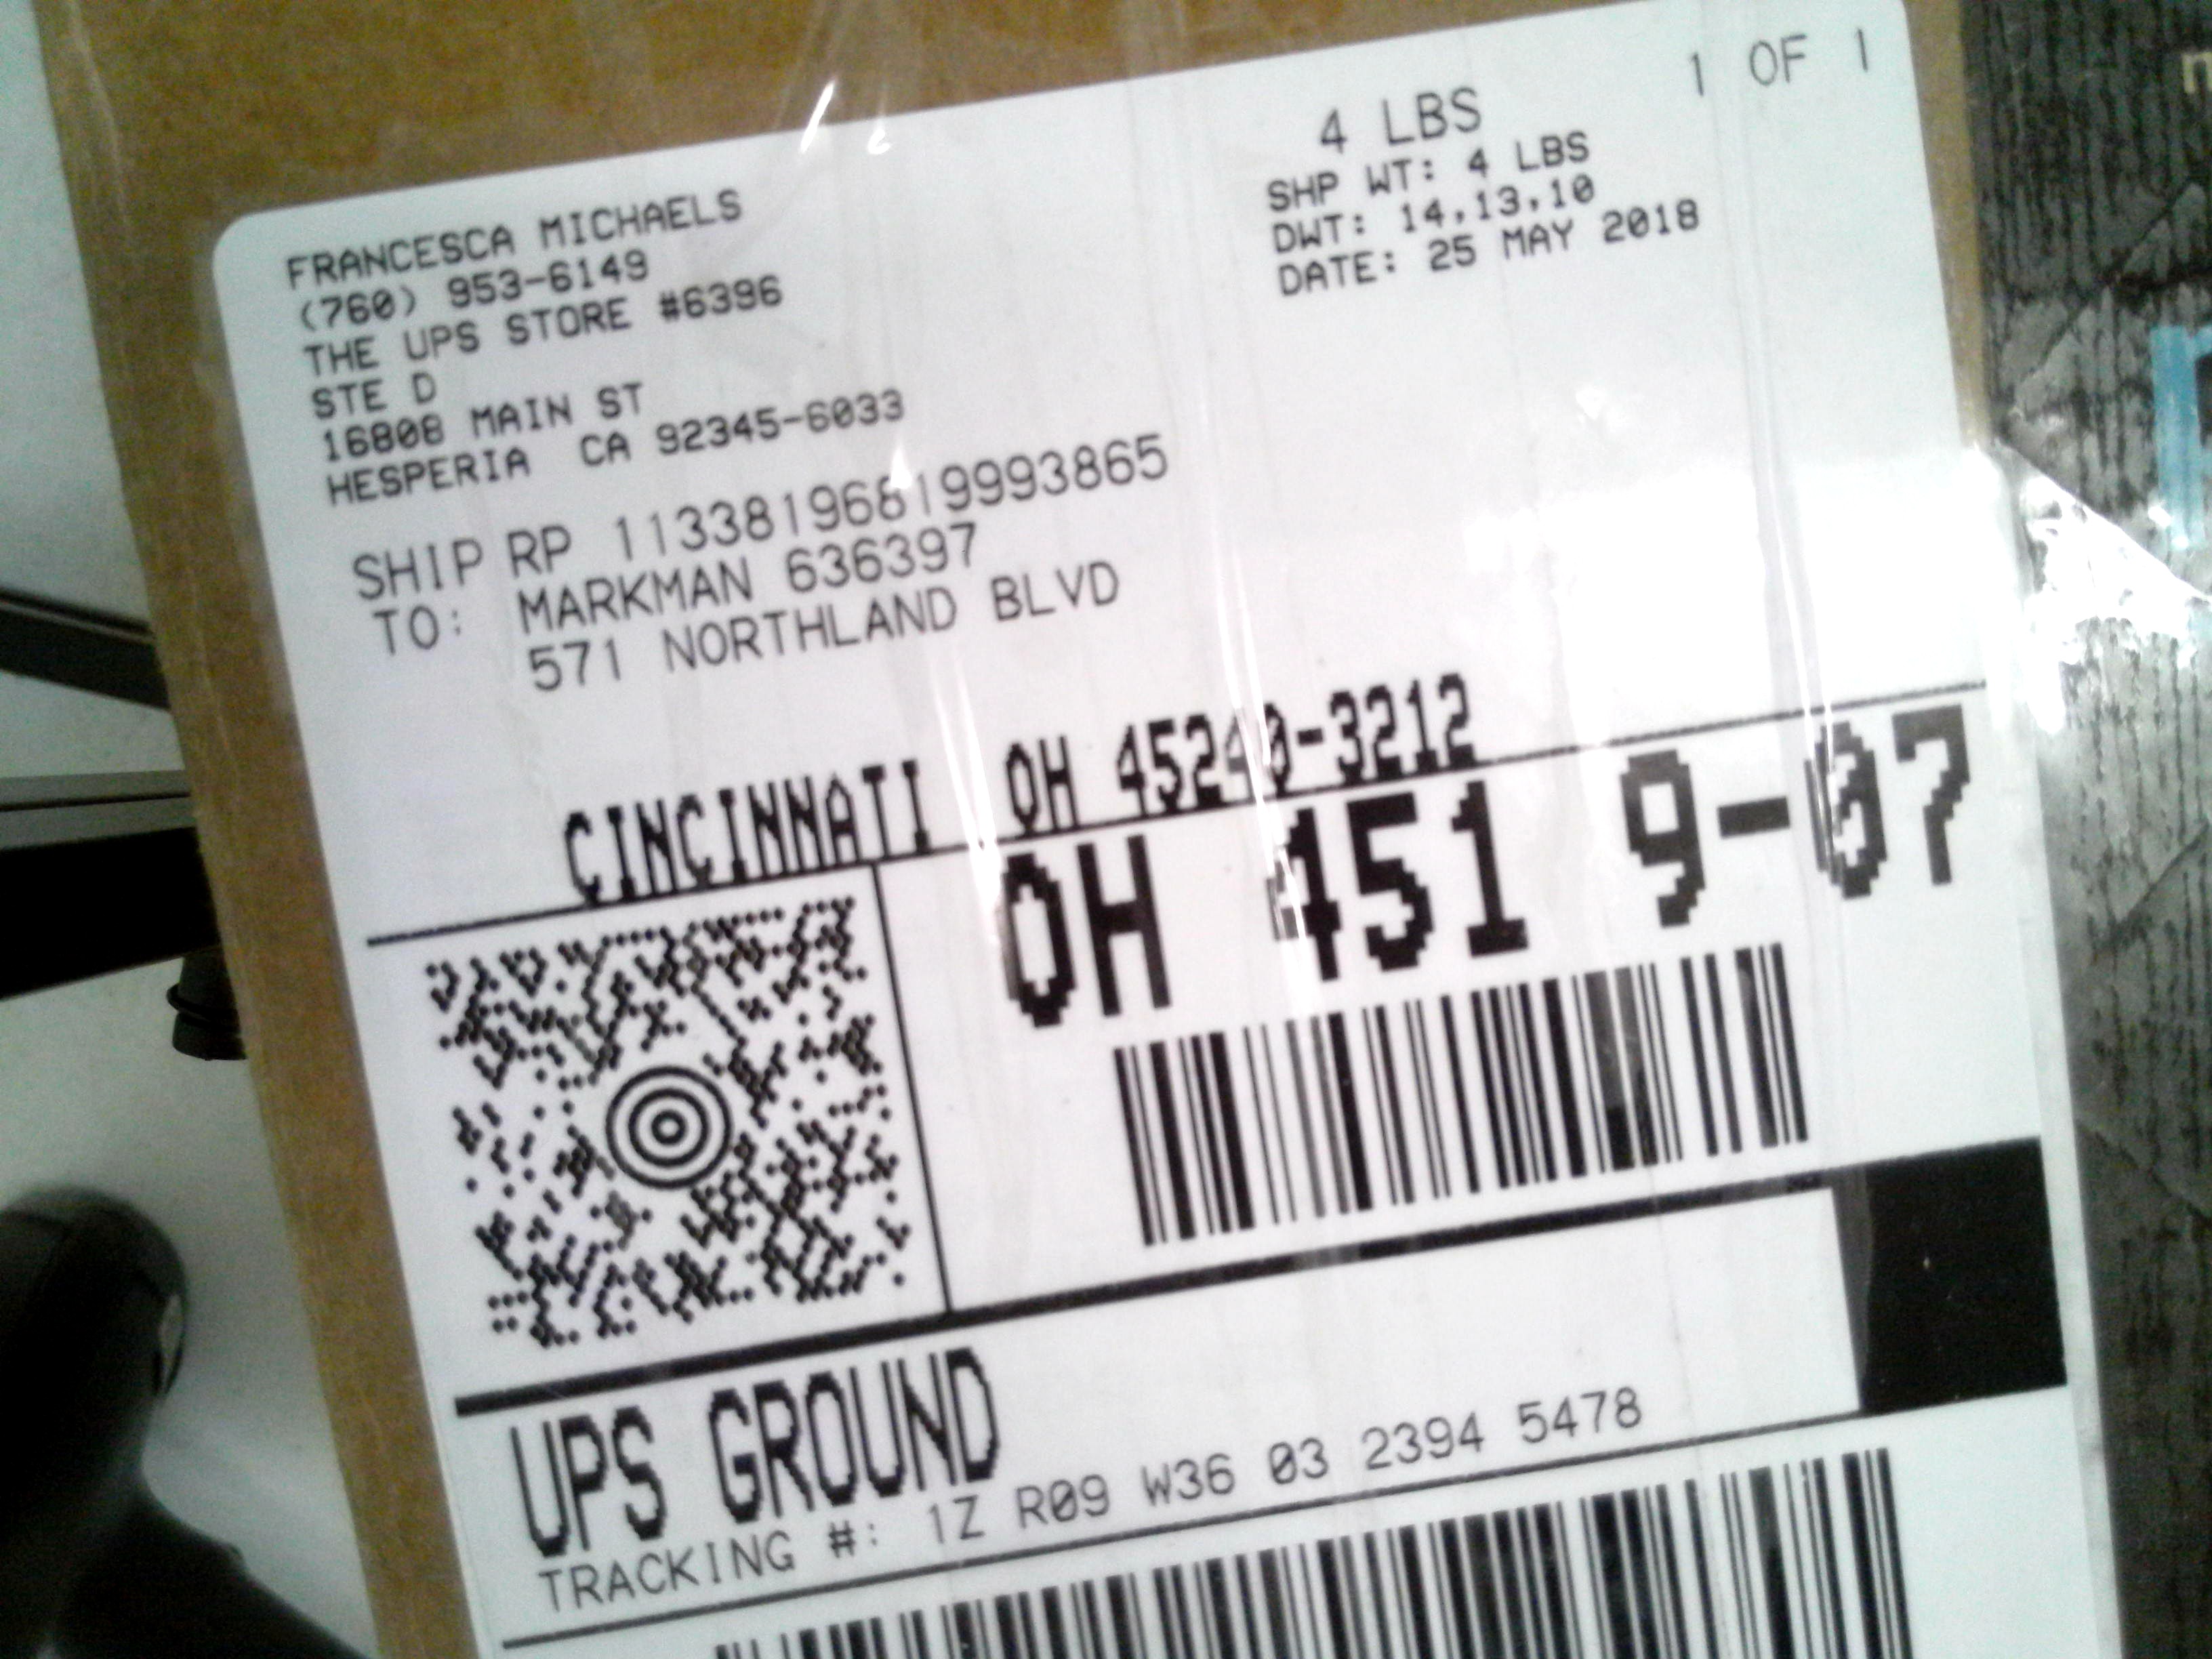 FRANCESCA MICHAELS
(760) 953-6149
THE UPS STORE #6396
STE D
16808 MAIN ST
HESPERIA CA 92345-6033
4 LBS
1 OF 1
SHP WT: 4 LBS
DWT: 14,13,10
DATE: 25 MAY 2018
SHIP RP 11338196819993865
TO: MARKMAN 636397
571 NORTHLAND BLVD
CINCINNATI OH 45240-3212
OH 451 9-07
UPS GROUND
TRACKING #: 1Z R09 W36 03 2394 5478